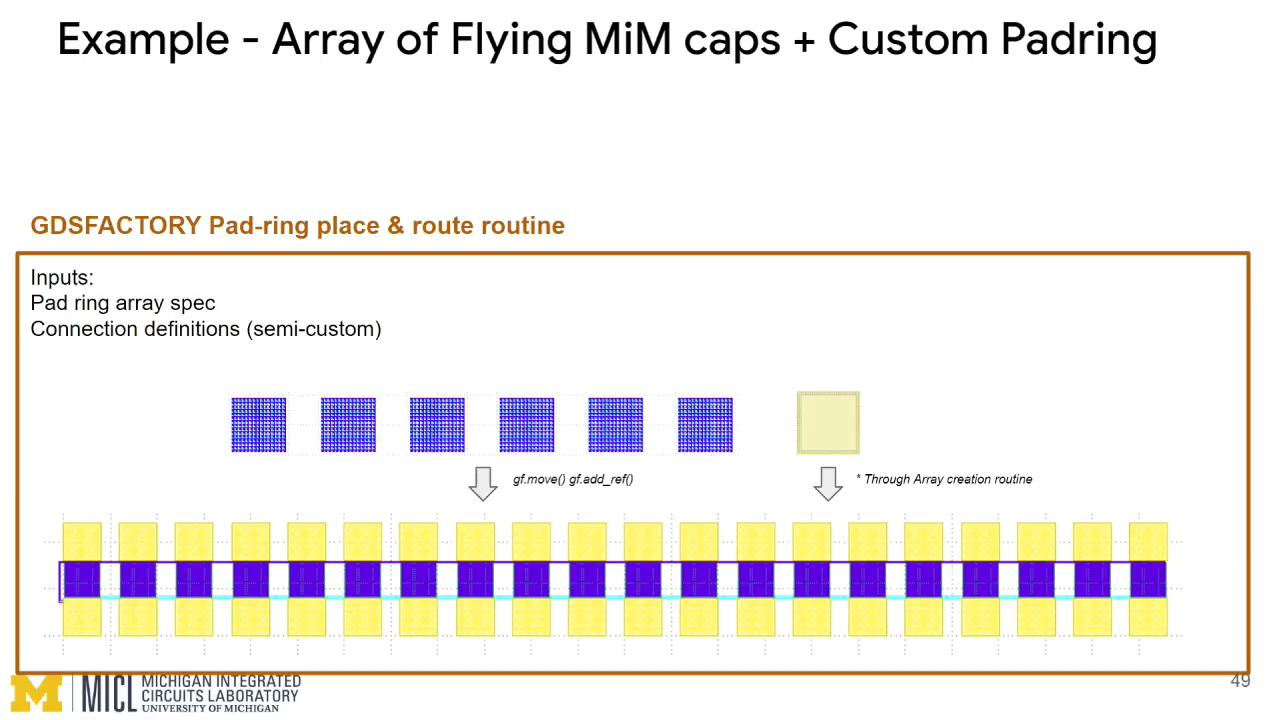 Example - Array of Flying MiM caps + Custom Padring
GDSFACTORY Pad-ring place & route routine
Inputs:
Pad ring array spec
Connection definitions (semi-custom)
gf.move() gf.add_ref()
* Through Array creation routine
M
MICL
MICHIGAN INTEGRATED
CIRCUITS LABORATORY
UNIVERSITY OF MICHIGAN
49